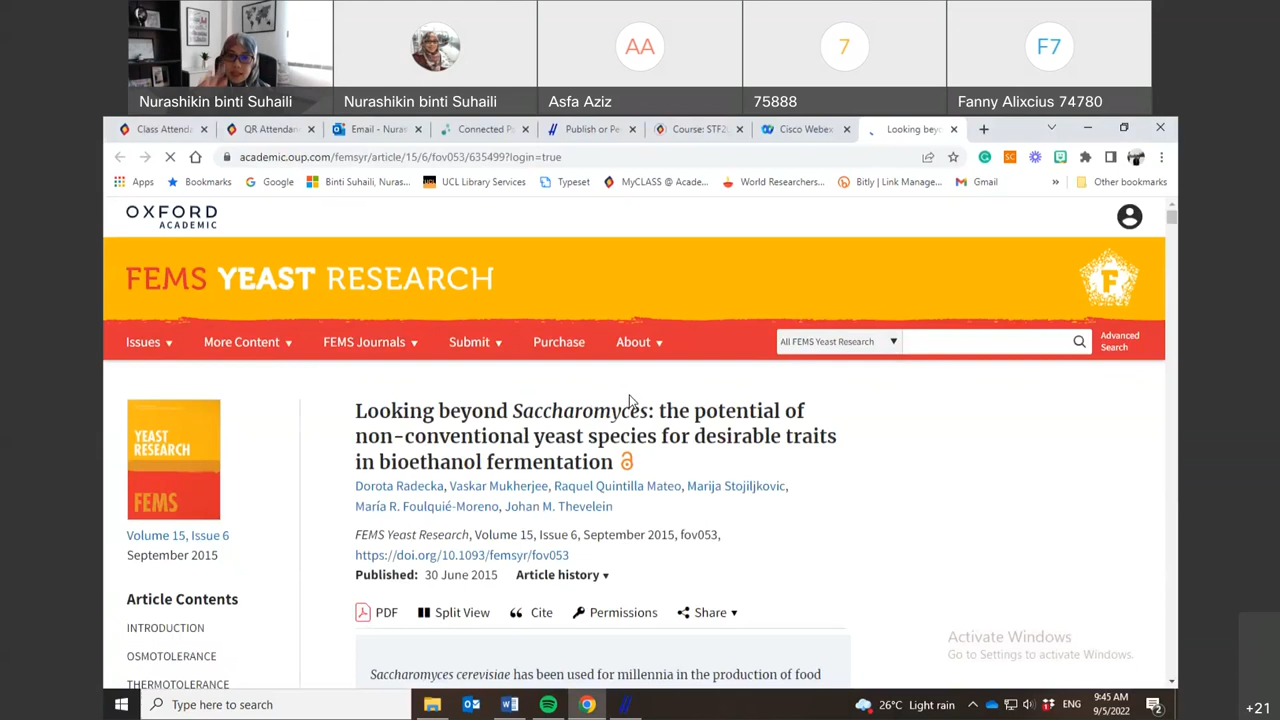 AA
7
F7
Nurashikin binti Suhaili
Nurashikin binti Suhaili
Asfa Aziz
75888
Fanny Alixcius 74780
Class Attenda
QR Attendan
Email - Nuras
Connected Pa
Publish or Pe
Course: STF2
Cisco Webex
Looking beyo
academic.oup.com/femsyr/article/15/6/fov053/635499?login=true
Apps
Bookmarks
Google
Binti Suhaili, Nuras...
UCL Library Services
Typeset
MyCLASS @ Acade...
World Researchers...
Bitly | Link Manage...
Gmail
»
Other bookmarks
OXFORD
ACADEMIC
FEMS YEAST RESEARCH
F
Issues
More Content
FEMS Journals
Submit
Purchase
About
All FEMS Yeast Research
Advanced
Search
YEAST
RESEARCH
FEMS
Volume 15, Issue 6
September 2015
Article Contents
INTRODUCTION
OSMOTOLERANCE
THERMOTOLERANCE
Looking beyond Saccharomyces: the potential of
non-conventional yeast species for desirable traits
in bioethanol fermentation
Dorota Radecka, Vaskar Mukherjee, Raquel Quintilla Mateo, Marija Stojiljkovic,
María R. Foulquié-Moreno, Johan M. Thevelein
FEMS Yeast Research, Volume 15, Issue 6, September 2015, fov053,
https://doi.org/10.1093/femsyr/fov053
Published: 30 June 2015 Article history
PDF
Split View
Cite
Permissions
Share
Saccharomyces cerevisiae has been used for millennia in the production of food
Activate Windows
Go to Settings to activate Windows.
Type here to search
26°C Light rain
ENG
9:45 AM
9/5/2022
2
+21